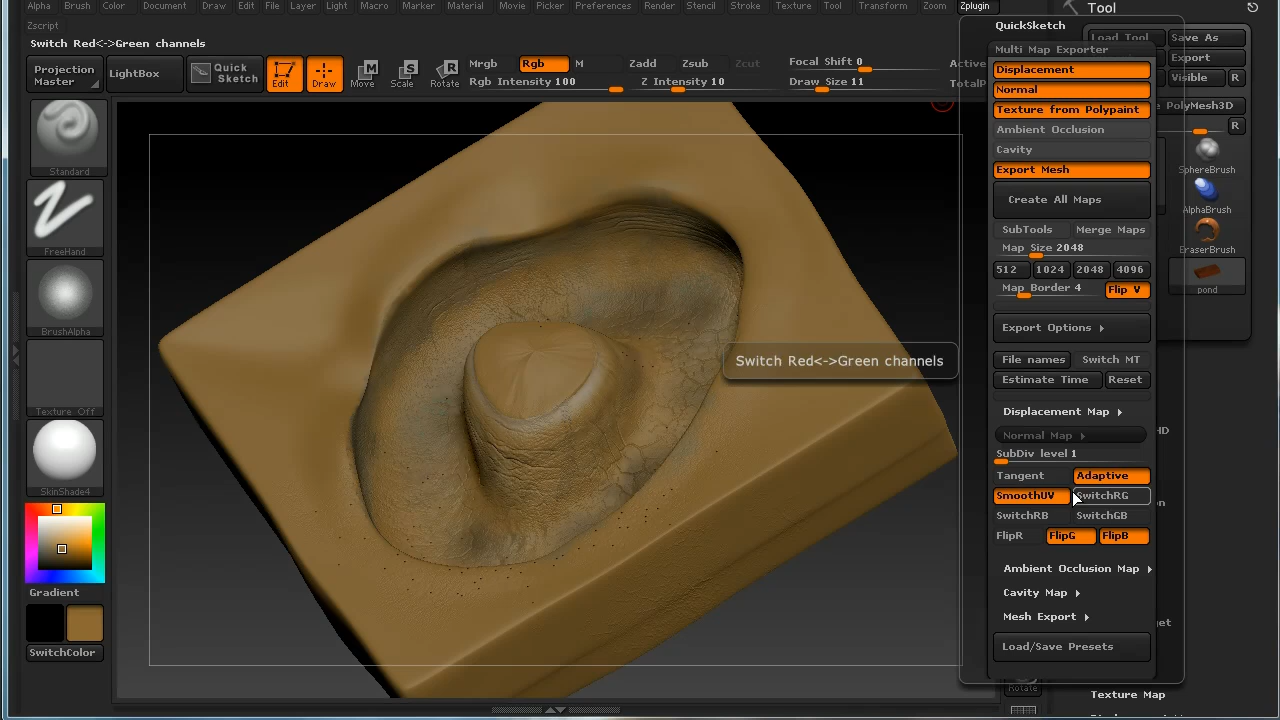 Alpha Brush Color Document Draw Edit File Layer Light Macro Marker Material Movie Picker Preferences Render Stencil Stroke Texture Tool Transform Zoom Zplugin
Zscript
Switch Red<->Green channels
Projection Master
LightBox
Quick Sketch
Edit
Draw
Move
Scale
Rotate
Mrgb Rgb M Zadd Zsub Zcut
Rgb Intensity 100 Z Intensity 10
Focal Shift 0
Draw Size 11
Active
TotalP
Standard
FreeHand
BrushAlpha
Texture Off
SkinShade4
Gradient
SwitchColor
Switch Red<->Green channels
QuickSketch
Multi Map Exporter
Displacement
Normal
Texture from Polypaint
Ambient Occlusion
Cavity
Export Mesh
Create All Maps
SubTools Merge Maps
Map Size 2048
512 1024 2048 4096
Map Border 4 Flip V
Export Options
File names Switch MT
Estimate Time Reset
Displacement Map
Normal Map
SubDiv level 1
Tangent Adaptive
SmoothUV SwitchRG
SwitchRB SwitchGB
FlipR FlipG FlipB
Ambient Occlusion Map
Cavity Map
Mesh Export
Load/Save Presets
Tool
Load Tool Save As
Export
Visible R
PolyMesh3D
R
SphereBrush
AlphaBrush
EraserBrush
pond
HD
on
get
Rotate
Texture Map